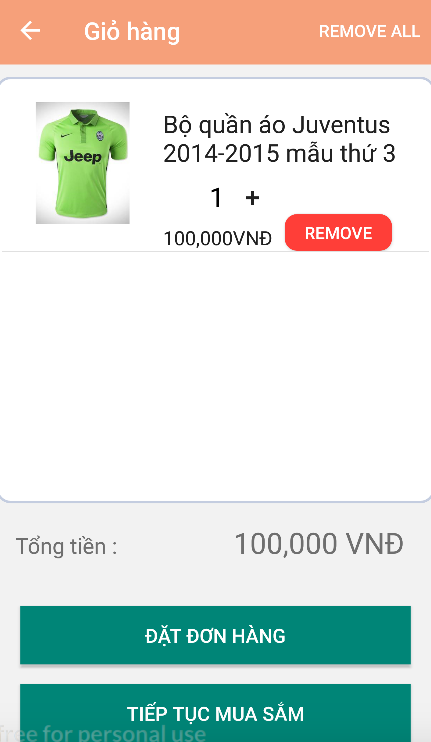 Giỏ hàng
REMOVE ALL
Jeep
Bộ quần áo Juventus
2014-2015 mẫu thứ 3
1 +
100,000VNĐ
REMOVE
Tổng tiền :
100,000 VNĐ
ĐẶT ĐƠN HÀNG
TIẾP TỤC MUA SẮM
free for personal use